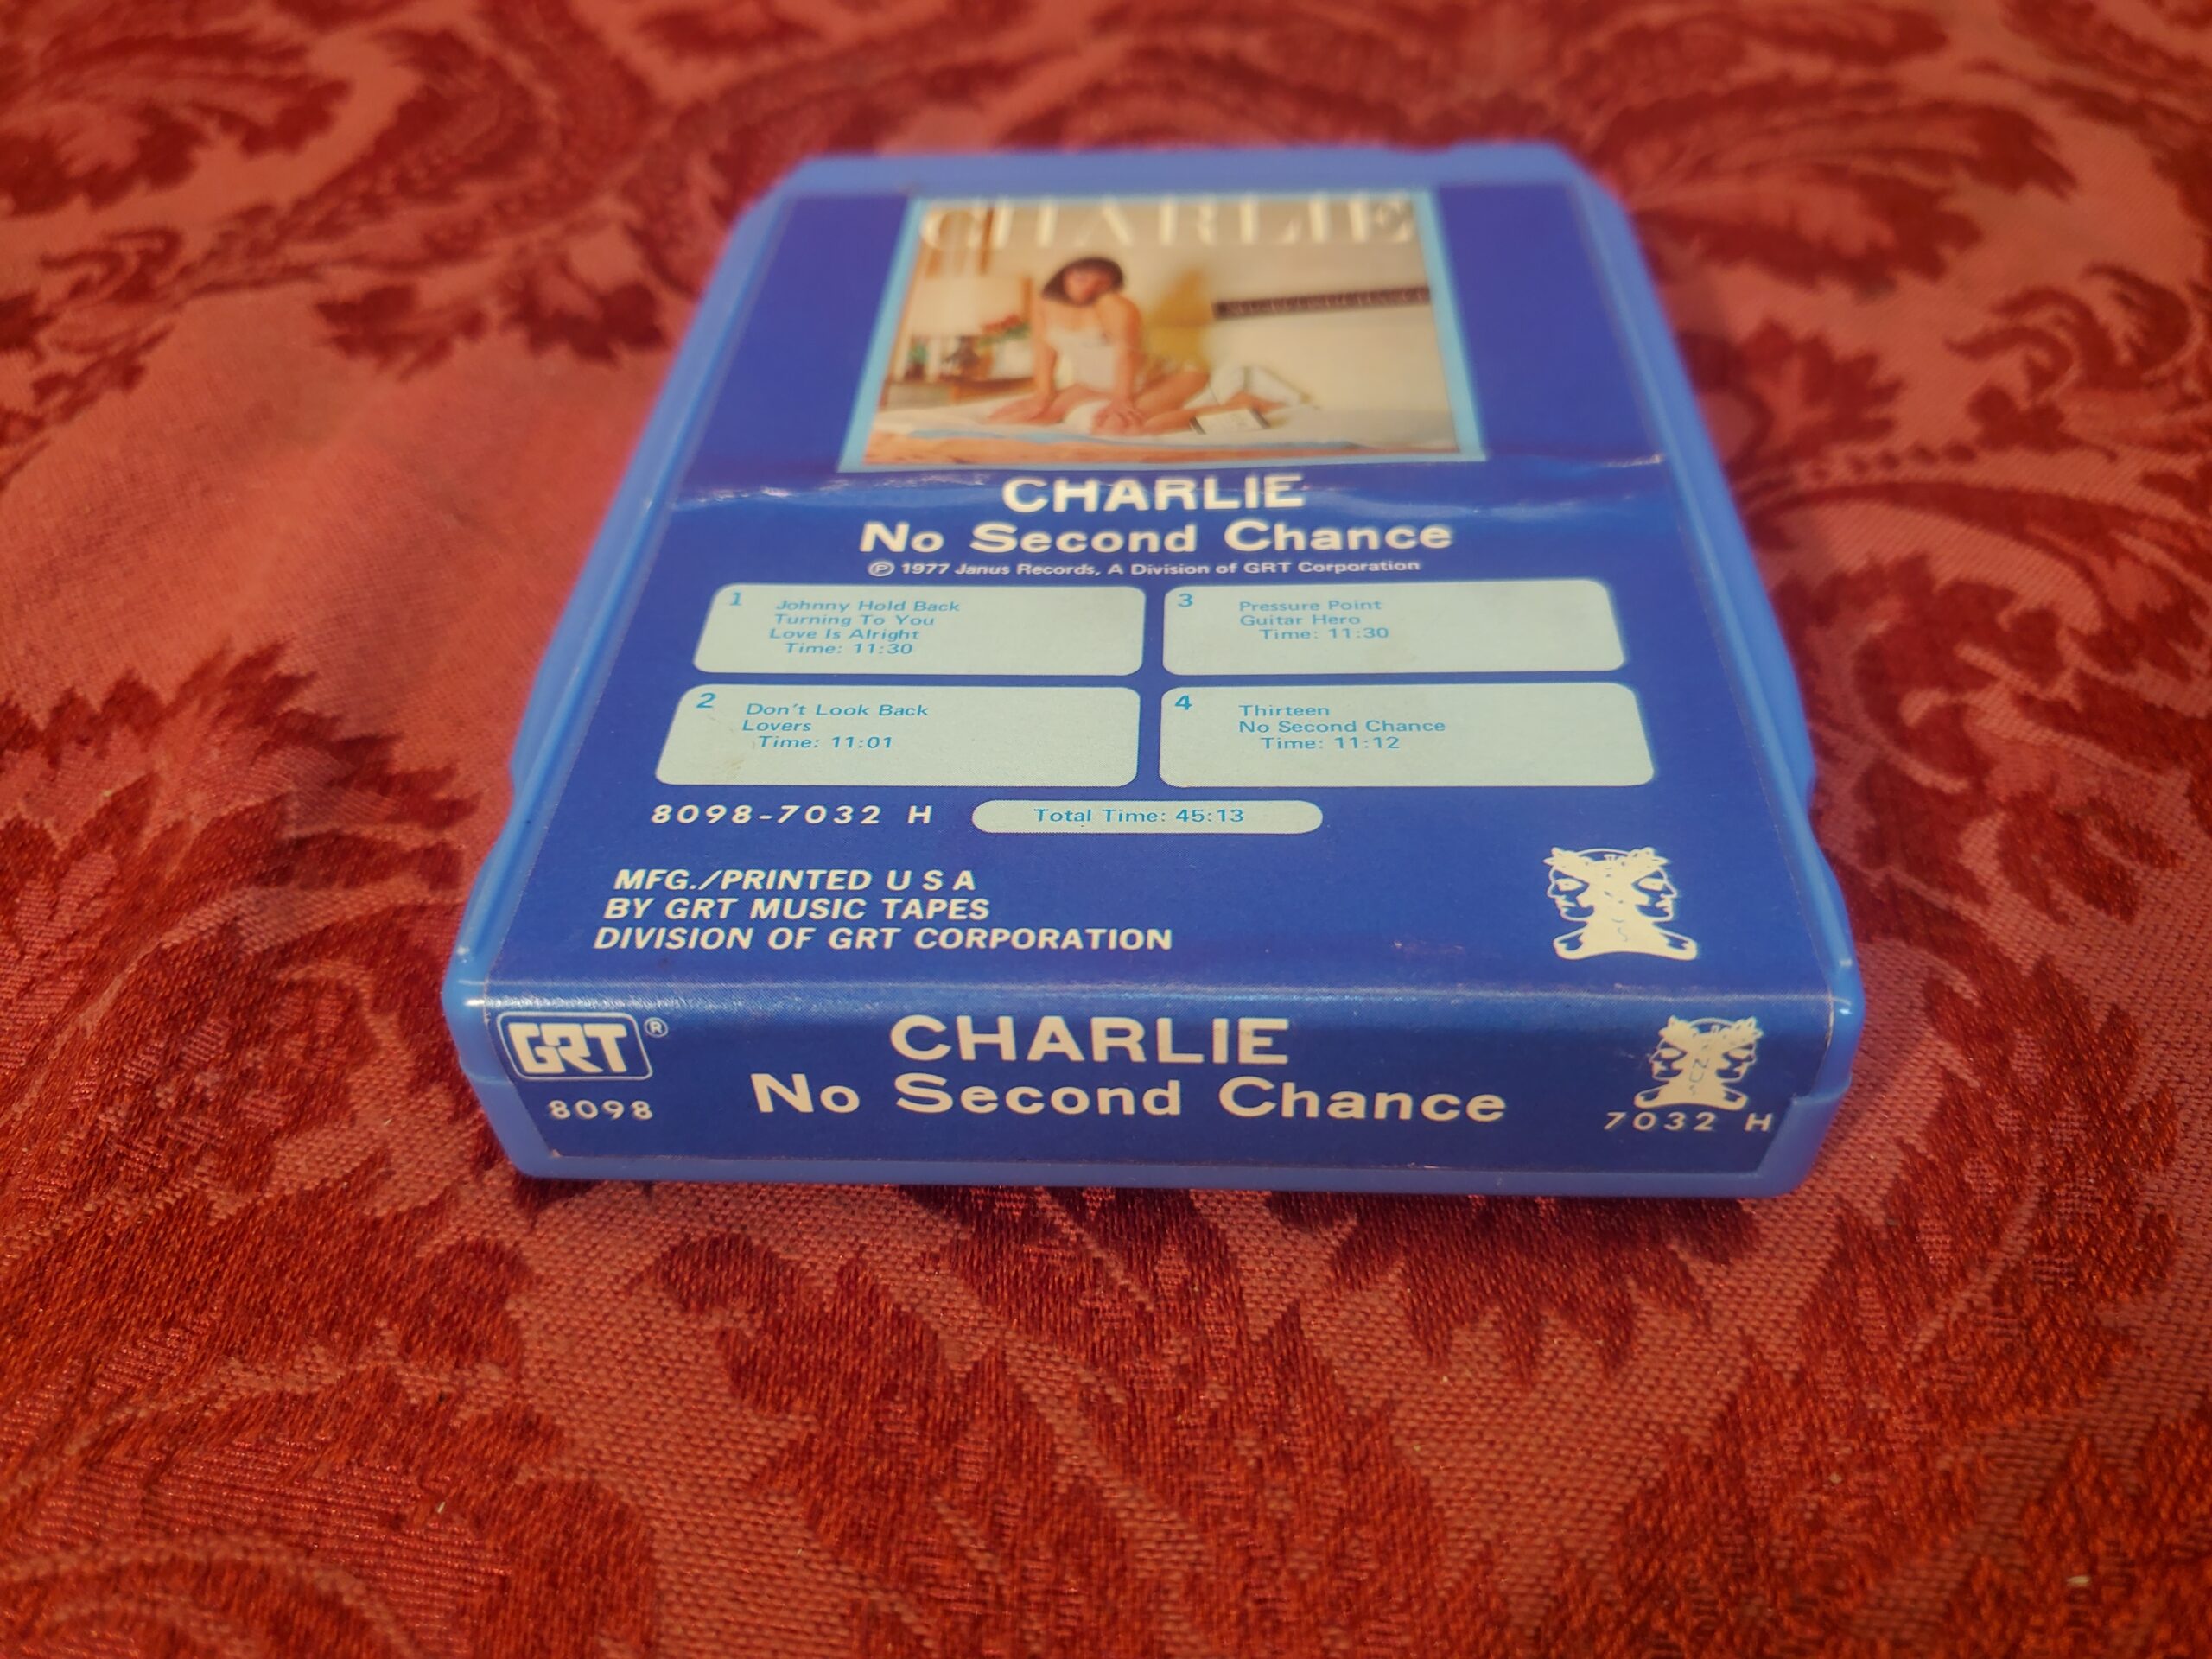 CHARLIE
CHARLIE
No Second Chance
Ⓟ 1977 Janus Records, A Division of GRT Corporation
1
Johnny Hold Back
Turning To You
Love Is Alright
Time: 11:30
2
Don't Look Back
Lovers
Time: 11:01
3
Pressure Point
Guitar Hero
Time: 11:30
4
Thirteen
No Second Chance
Time: 11:12
8098-7032 H
Total Time: 45:13
MFG./PRINTED U S A
BY GRT MUSIC TAPES
DIVISION OF GRT CORPORATION
GRT®
8098
CHARLIE
No Second Chance
7032 H